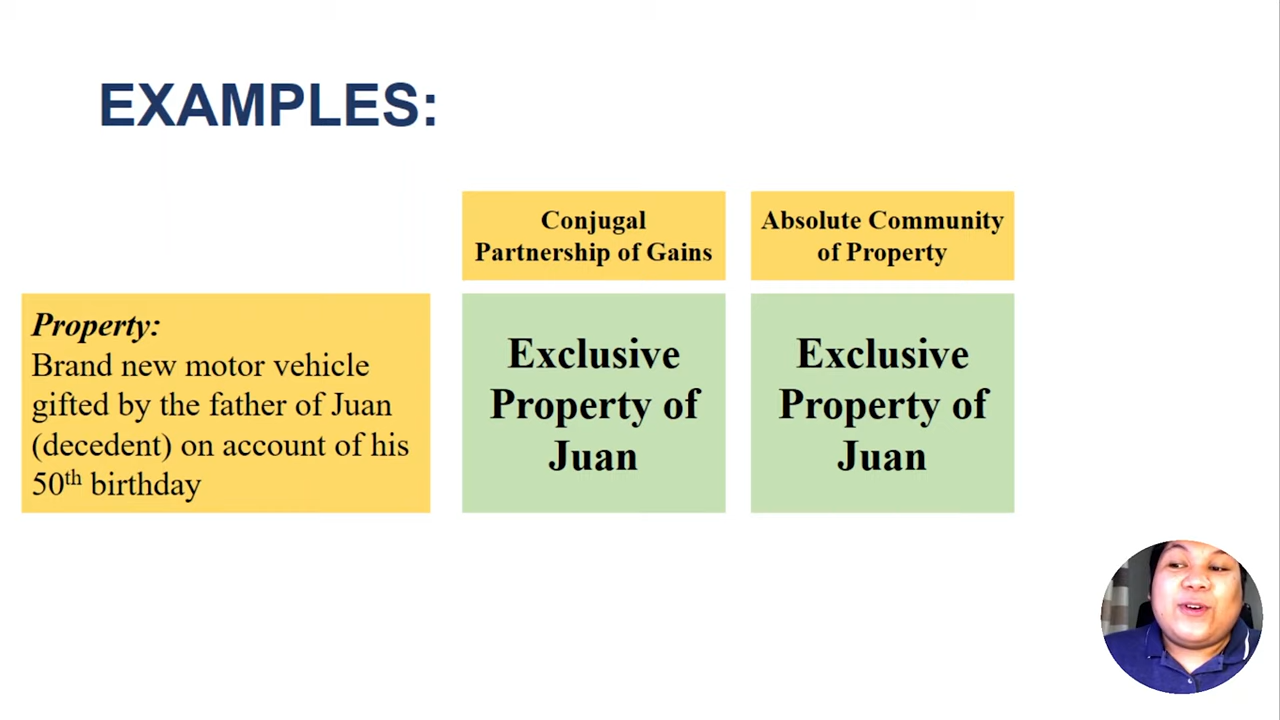 EXAMPLES:
Conjugal
Partnership of Gains
Absolute Community
of Property
Property:
Brand new motor vehicle
gifted by the father of Juan
(decedent) on account of his
50th birthday
Exclusive
Property of
Juan
Exclusive
Property of
Juan